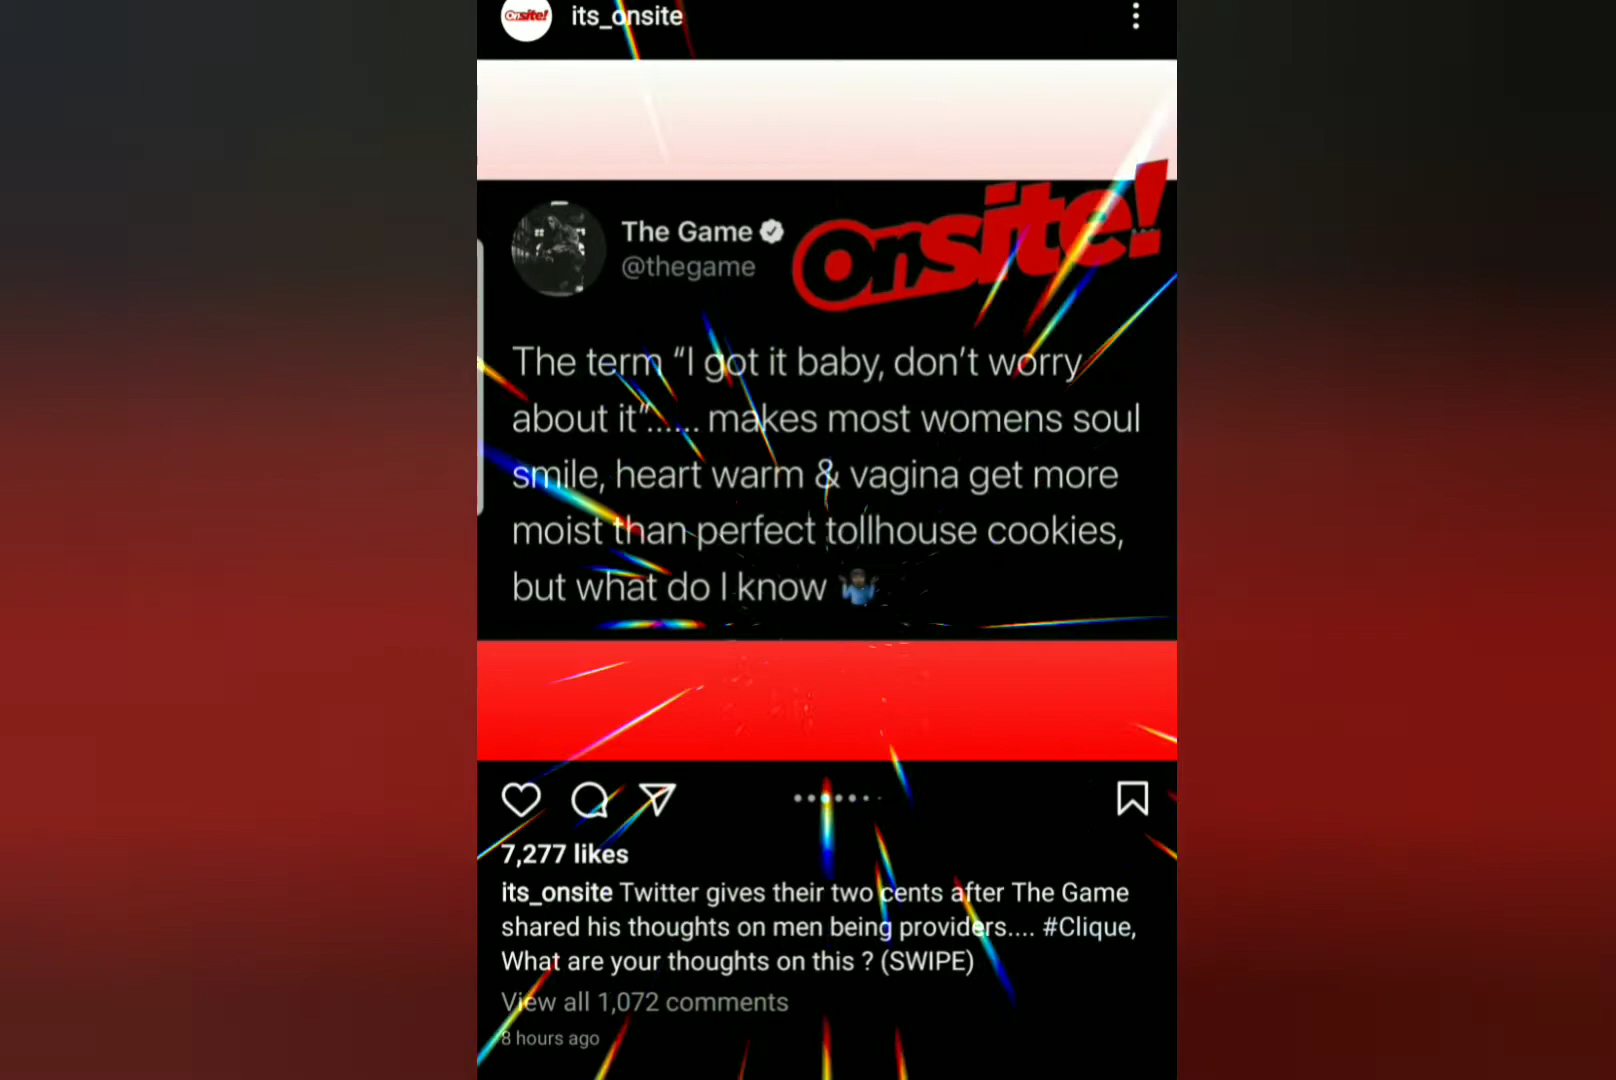 Onsite!
its_onsite
Onsite!
The Game
@thegame
The term “I got it baby, don’t worry
about it”...... makes most womens soul
smile, heart warm & vagina get more
moist than perfect tollhouse cookies,
but what do I know 🤷🏾‍♂️
7,277 likes
its_onsite Twitter gives their two cents after The Game
shared his thoughts on men being providers.... #Clique,
What are your thoughts on this ? (SWIPE)
View all 1,072 comments
8 hours ago